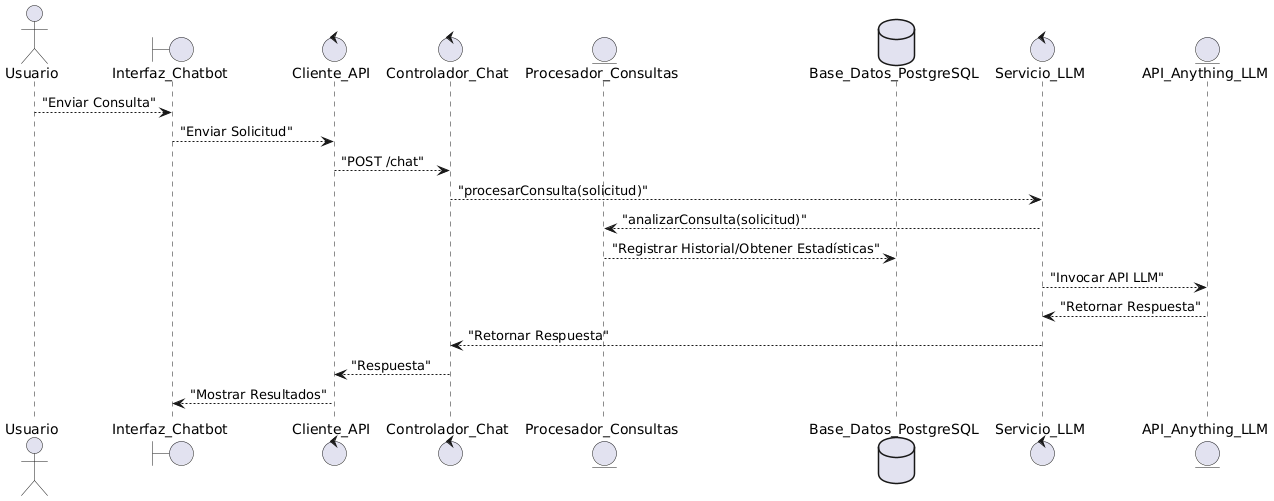 Usuario
Interfaz_Chatbot
Cliente_API
Controlador_Chat
Procesador_Consultas
Base_Datos_PostgreSQL
Servicio_LLM
API_Anything_LLM
"Enviar Consulta"
"Enviar Solicitud"
"POST /chat"
"procesarConsulta(solicitud)"
"analizarConsulta(solicitud)"
"Registrar Historial/Obtener Estadísticas"
"Invocar API LLM"
"Retornar Respuesta"
"Retornar Respuesta"
"Respuesta"
"Mostrar Resultados"
Usuario
Interfaz_Chatbot
Cliente_API
Controlador_Chat
Procesador_Consultas
Base_Datos_PostgreSQL
Servicio_LLM
API_Anything_LLM